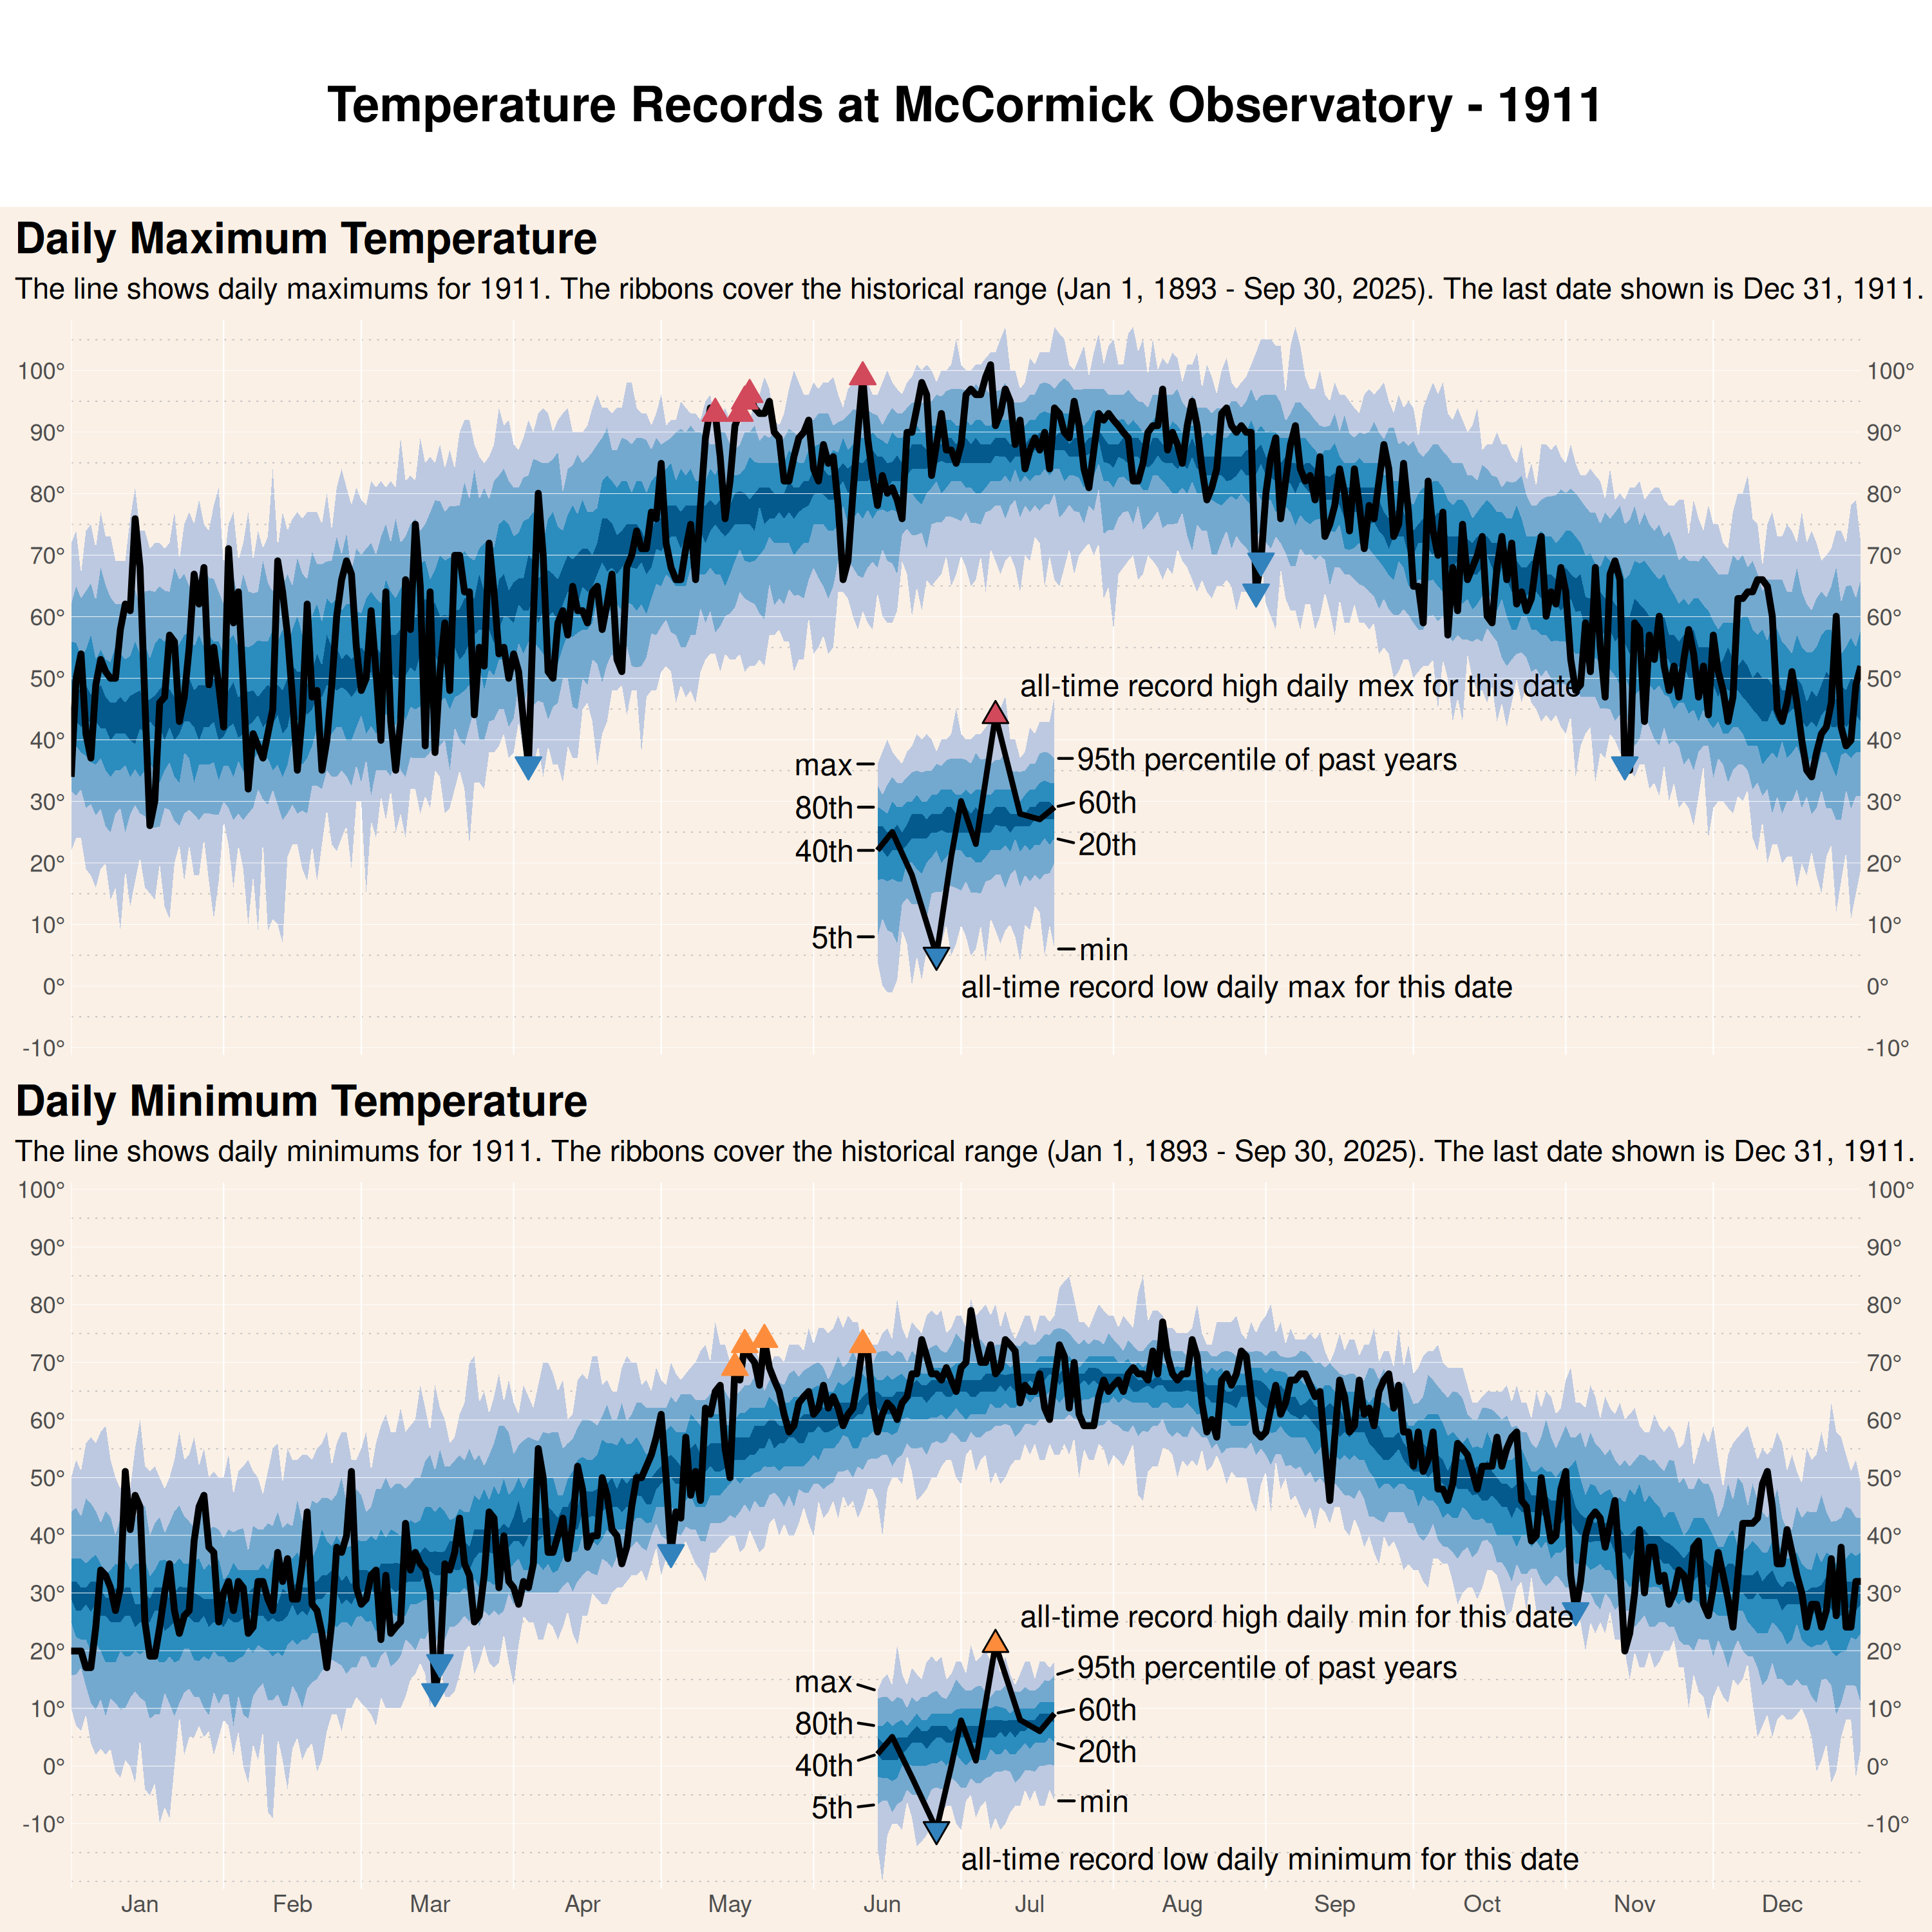 Temperature Records at McCormick Observatory - 1911
Daily Maximum Temperature
The line shows daily maximums for 1911. The ribbons cover the historical range (Jan 1, 1893 - Sep 30, 2025). The last date shown is Dec 31, 1911.
100° 100°
90° 90°
80° 80°
70° 70°
60° 60°
50° all-time record high daily mex for this date 50°
40° 40°
max 95th percentile of past years
30° 80th 60th 30°
40th 20th
20° 20°
10° 10°
5th min
0° all-time record low daily max for this date 0°
-10° -10°
Daily Minimum Temperature
The line shows daily minimums for 1911. The ribbons cover the historical range (Jan 1, 1893 - Sep 30, 2025). The last date shown is Dec 31, 1911.
100° 100°
90° 90°
80° 80°
70° 70°
60° 60°
50° 50°
40° 40°
30° 30°
all-time record high daily min for this date
20° 20°
max 95th percentile of past years
10° 60th 10°
80th 20th
0° 40th 0°
5th min
-10° -10°
all-time record low daily minimum for this date
Jan Feb Mar Apr May Jun Jul Aug Sep Oct Nov Dec